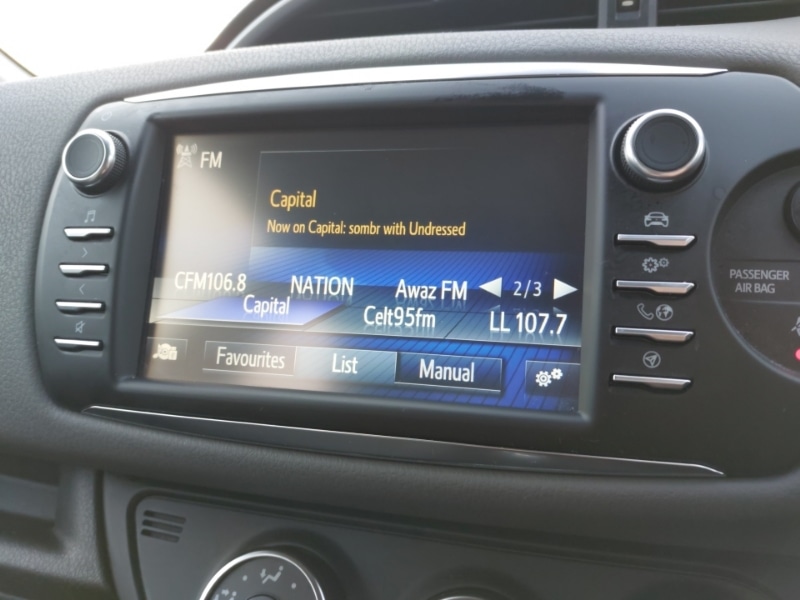 FM
Capital
Now on Capital: sombr with Undressed
CFM106.8 NATION Awaz FM 2/3
Capital Celt95fm LL 107.7
Favourites List Manual
PASSENGER
AIR BAG